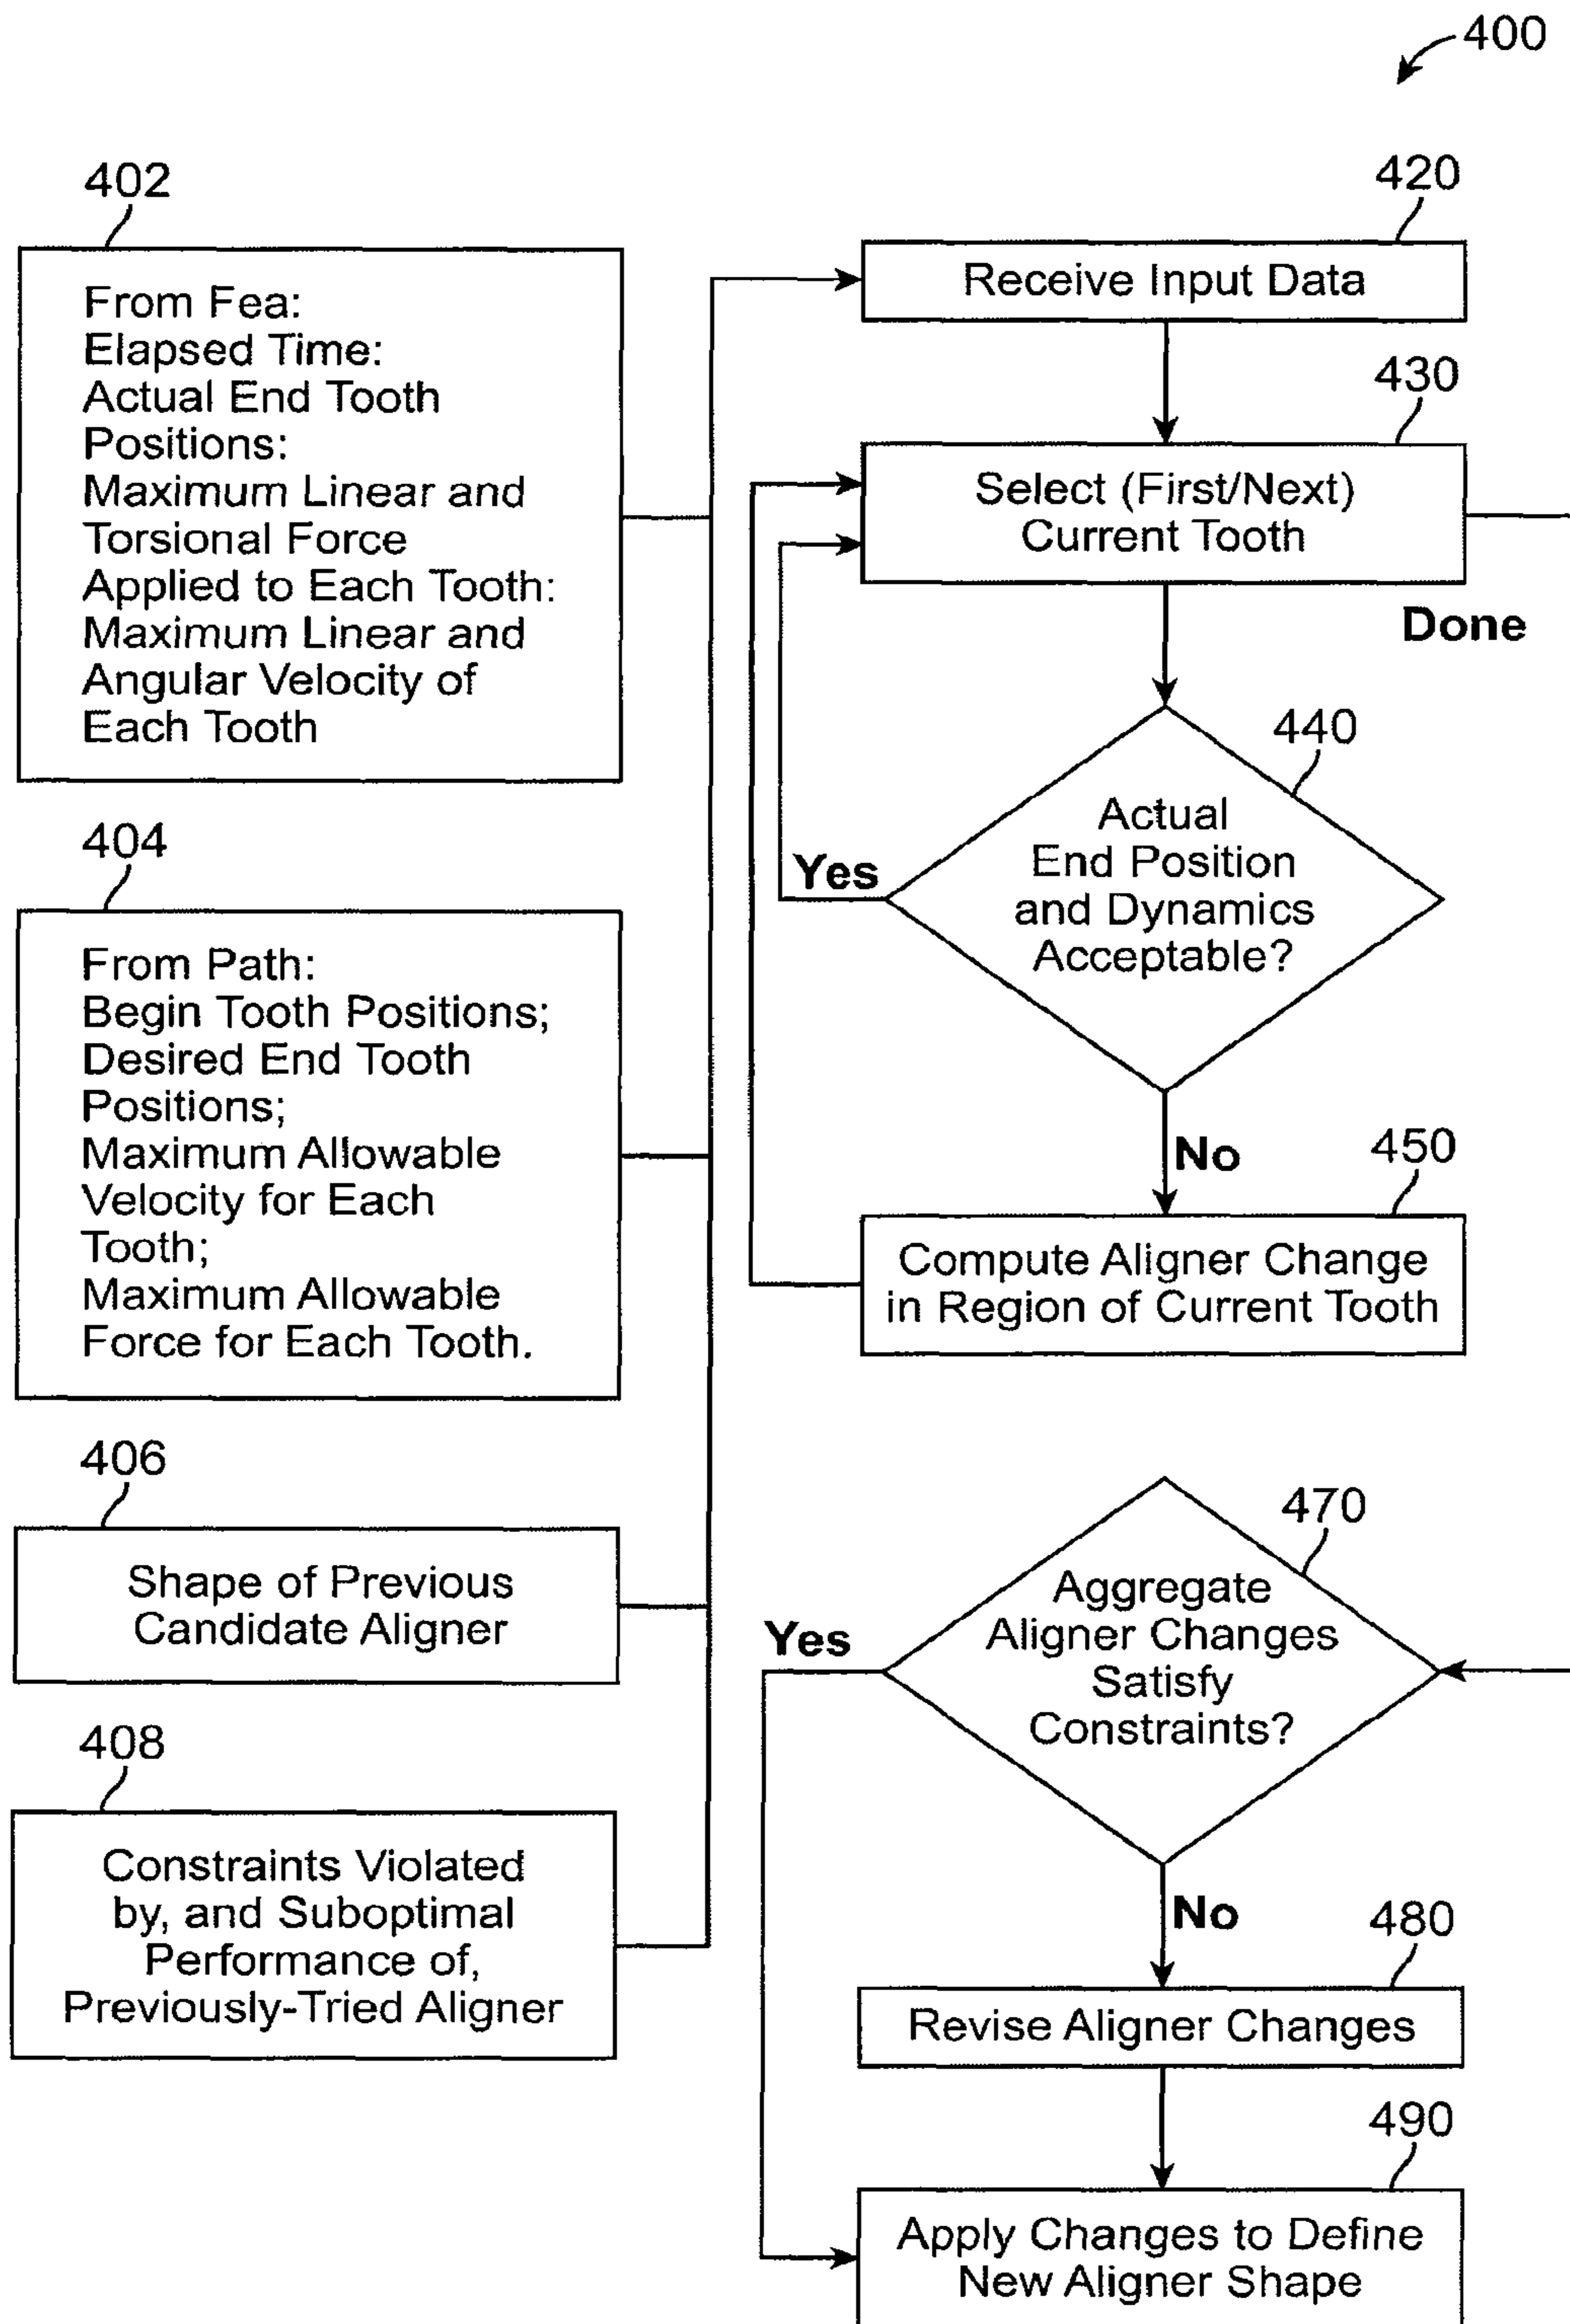 400
402
From Fea:
Elapsed Time:
Actual End Tooth
Positions:
Maximum Linear and
Torsional Force
Applied to Each Tooth:
Maximum Linear and
Angular Velocity of
Each Tooth
404
From Path:
Begin Tooth Positions;
Desired End Tooth
Positions;
Maximum Allowable
Velocity for Each
Tooth;
Maximum Allowable
Force for Each Tooth.
406
Shape of Previous
Candidate Aligner
408
Constraints Violated
by, and Suboptimal
Performance of,
Previously-Tried Aligner
420
Receive Input Data
430
Select (First/Next)
Current Tooth
Done
440
Actual
End Position
and Dynamics
Acceptable?
Yes
No
450
Compute Aligner Change
in Region of Current Tooth
470
Aggregate
Aligner Changes
Satisfy
Constraints?
Yes
No
480
Revise Aligner Changes
490
Apply Changes to Define
New Aligner Shape